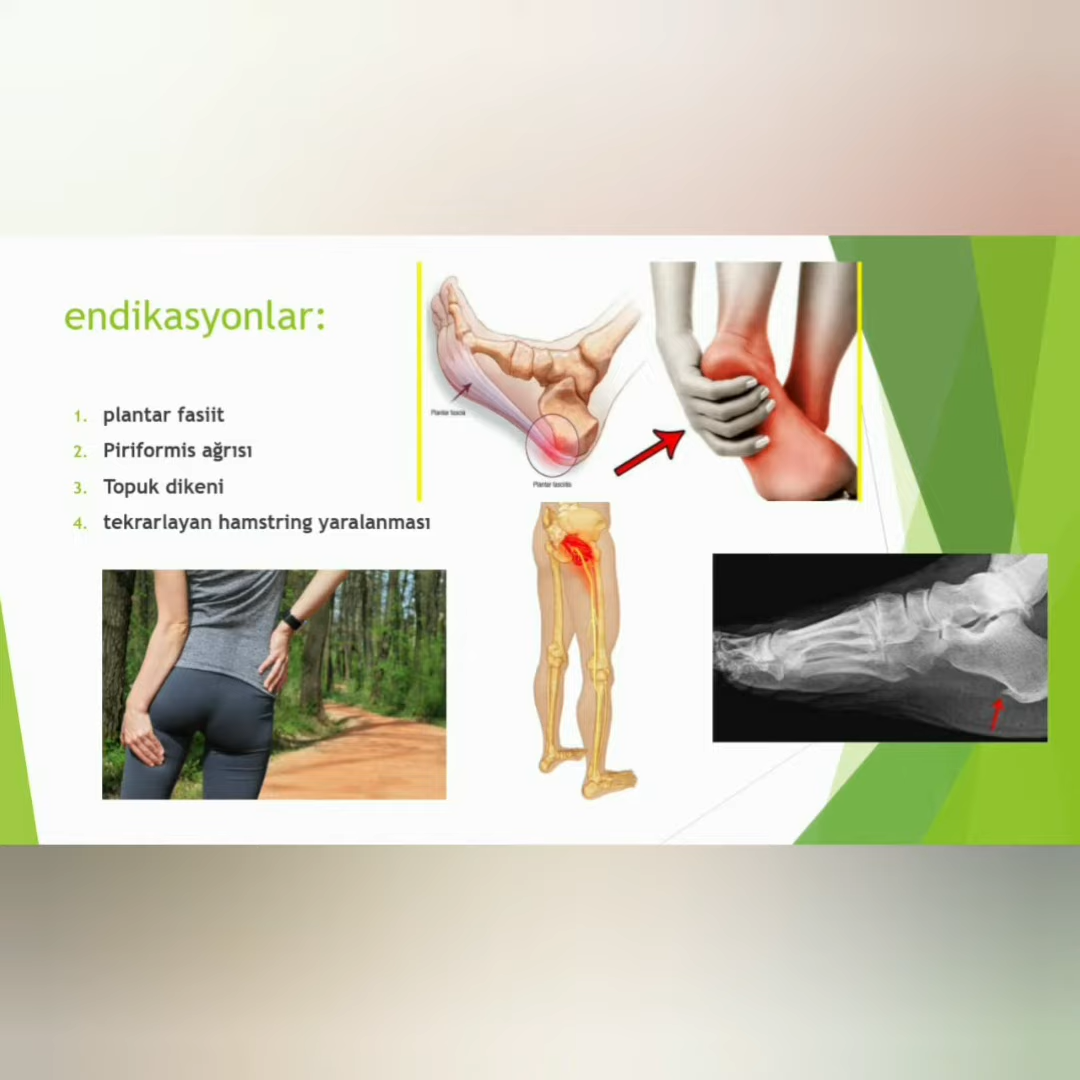 endikasyonlar:
1. plantar fasiit
2. Piriformis ağrısı
3. Topuk dikeni
4. tekrarlayan hamstring yaralanması
Plantar fascia
Plantar fasciitis